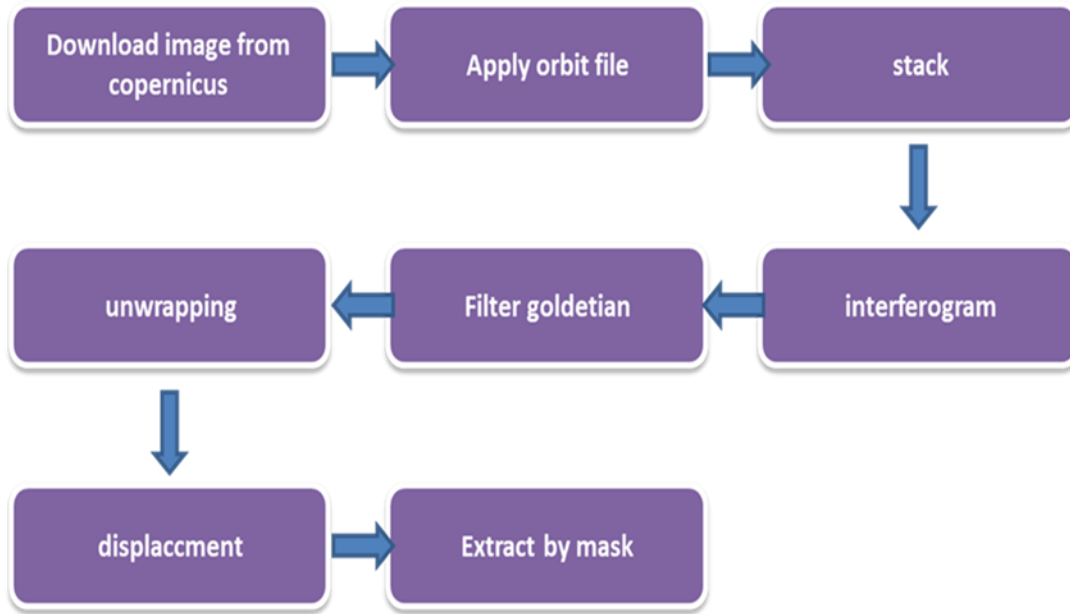 Download image from
copernicus
Apply orbit file
stack
interferogram
Filter goldetian
unwrapping
displaccment
Extract by mask